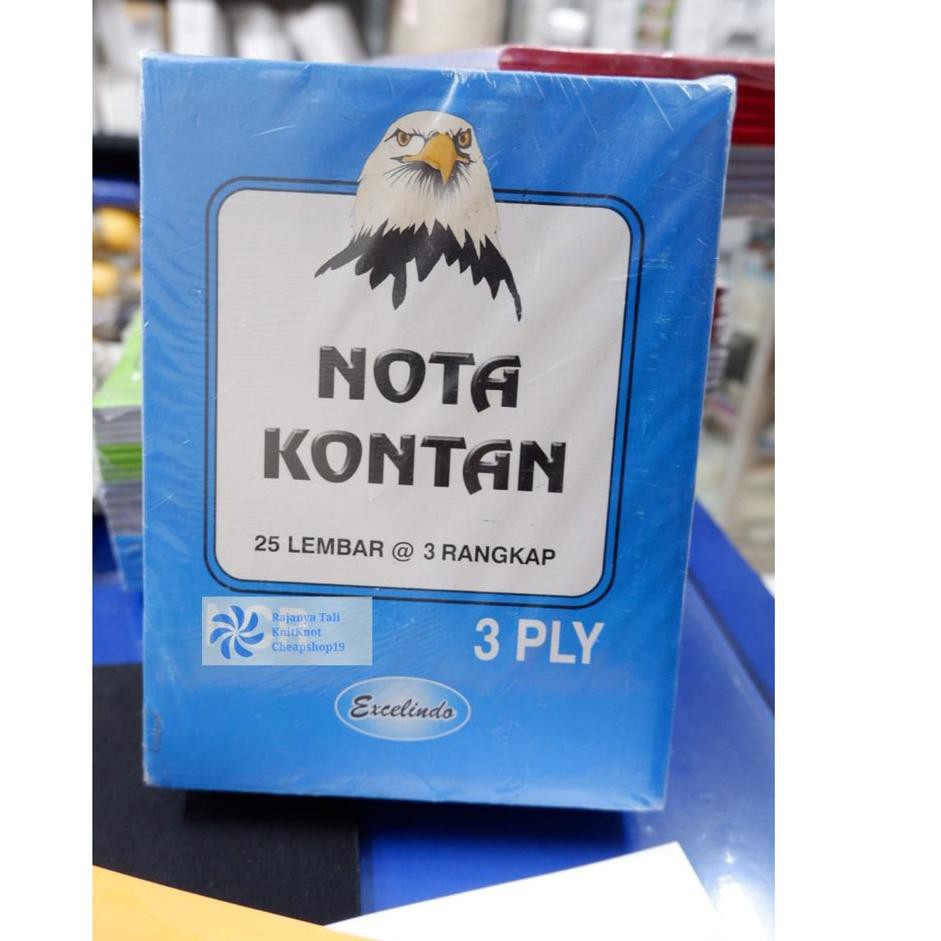 NOTA
KONTAN
25 LEMBAR @ 3 RANGKAP
3 PLY
Rajanya Tali
KnitKnot
Cheapshop19
Excelindo